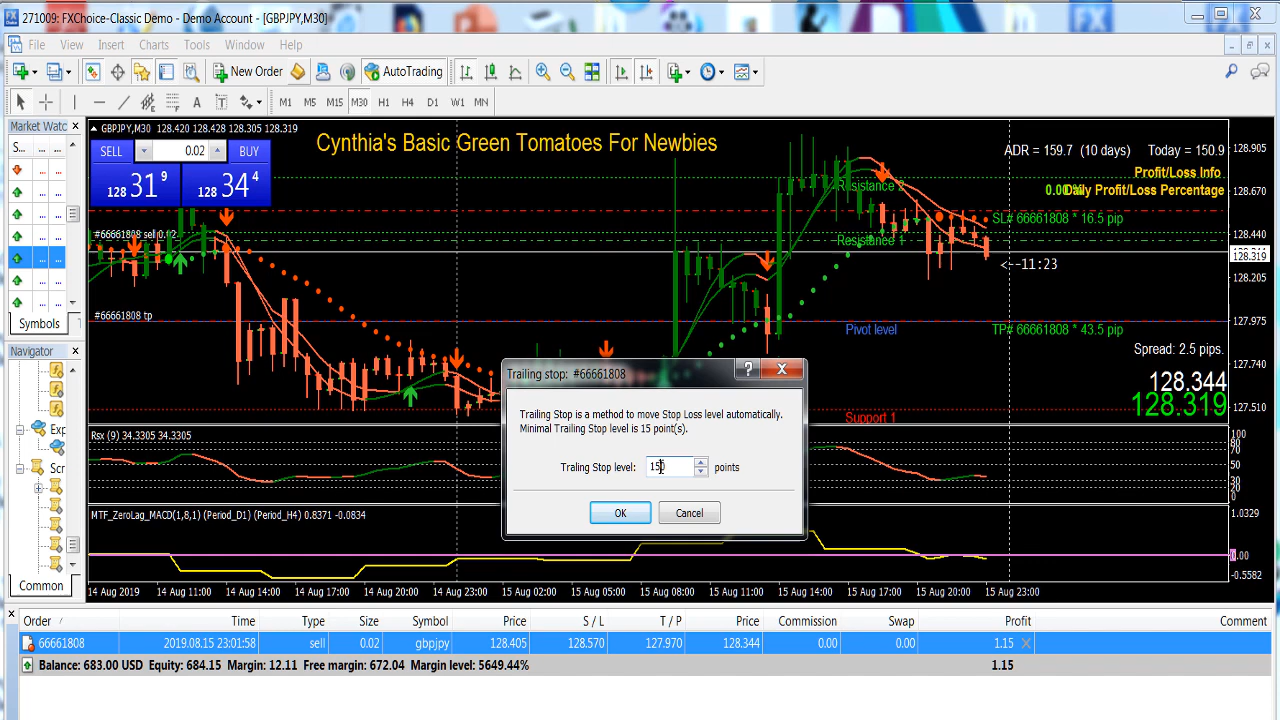 271009: FXChoice-Classic Demo - Demo Account - [GBPJPY,M30]
File View Insert Charts Tools Window Help
New Order AutoTrading
A T M1 M5 M15 M30 H1 H4 D1 W1 MN
Market Watc
S... ... ...
Symbols
Navigator
Exp
Scr
Common
GBPJPY,M30 128.420 128.428 128.305 128.319
SELL 0.02 BUY
128 31 9 128 34 4
Cynthia's Basic Green Tomatoes For Newbies
ADR = 159.7 (10 days) Today = 150.9
Profit/Loss Info
0.00 % Daily Profit/Loss Percentage
Resistance 2
SL# 66661808 * 16.5 pip
#66661808 sell 0.02
Resistance 1
<--11:23
#66661808 tp
Pivot level
TP# 66661808 * 43.5 pip
Spread: 2.5 pips.
128.344
128.319
Support 1
128.905
128.670
128.440
128.319
128.205
127.975
127.740
127.510
Trailing stop: #66661808
Trailing Stop is a method to move Stop Loss level automatically.
Minimal Trailing Stop level is 15 point(s).
Traling Stop level: 150 points
OK Cancel
Rsx (9) 34.3305 34.3305
100
50
30
0
MTF_ZeroLag_MACD(1,8,1) (Period_D1) (Period_H4) 0.8371 -0.0834
1.0329
0.00
-0.5582
14 Aug 2019 14 Aug 11:00 14 Aug 14:00 14 Aug 17:00 14 Aug 20:00 14 Aug 23:00 15 Aug 02:00 15 Aug 05:00 15 Aug 08:00 15 Aug 11:00 15 Aug 14:00 15 Aug 17:00 15 Aug 20:00 15 Aug 23:00
Order / Time Type Size Symbol Price S / L T / P Price Commission Swap Profit Comment
66661808 2019.08.15 23:01:58 sell 0.02 gbpjpy 128.405 128.570 127.970 128.344 0.00 0.00 1.15
Balance: 683.00 USD Equity: 684.15 Margin: 12.11 Free margin: 672.04 Margin level: 5649.44% 1.15